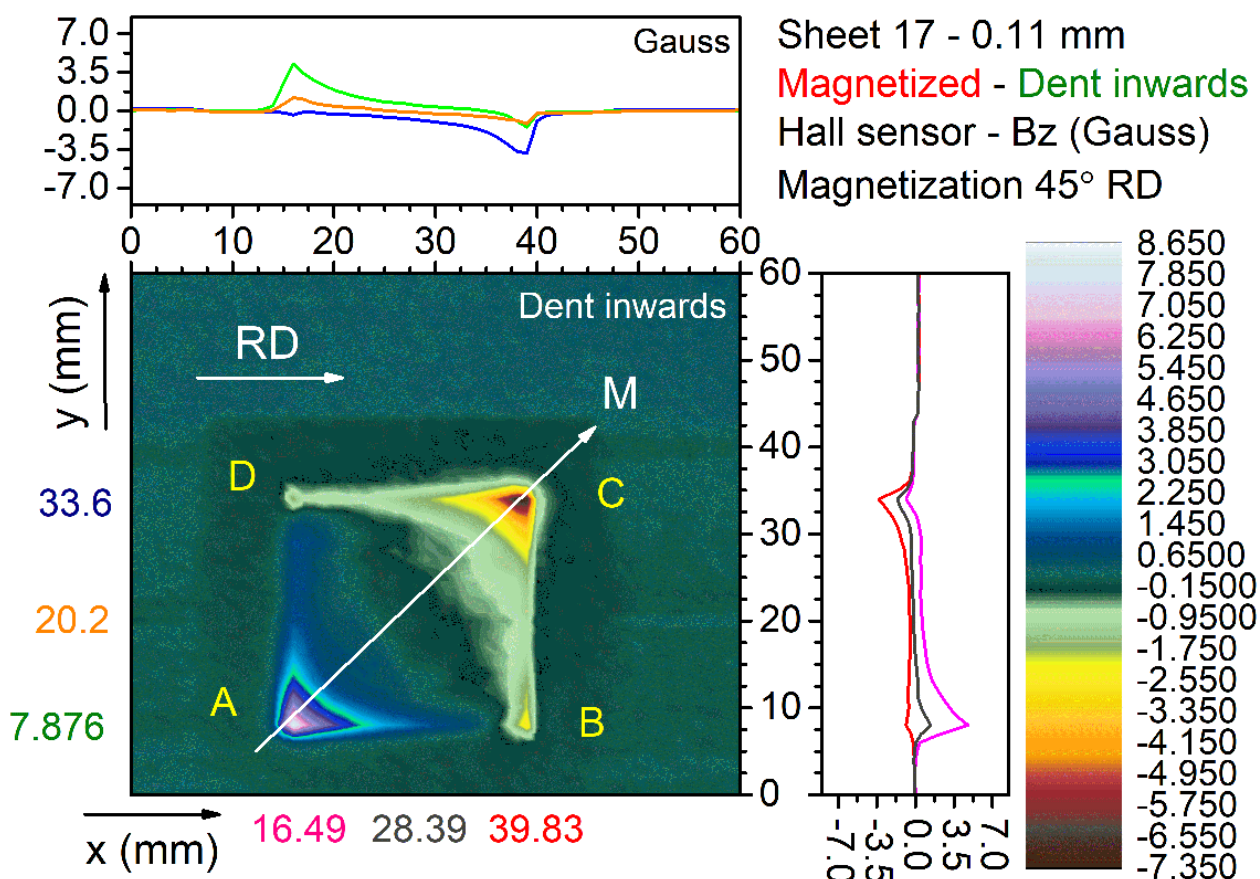 7.0
3.5
0.0
-3.5
-7.0
Gauss
0 10 20 30 40 50 60
Sheet 17 - 0.11 mm
Magnetized - Dent inwards
Hall sensor - Bz (Gauss)
Magnetization 45° RD
y (mm)
33.6
20.2
7.876
Dent inwards
RD
M
D
C
A
B
60
50
40
30
20
10
0
x (mm)
16.49 28.39 39.83
-7.0
-3.5
0.0
3.5
7.0
8.650
7.850
7.050
6.250
5.450
4.650
3.850
3.050
2.250
1.450
0.6500
-0.1500
-0.9500
-1.750
-2.550
-3.350
-4.150
-4.950
-5.750
-6.550
-7.350